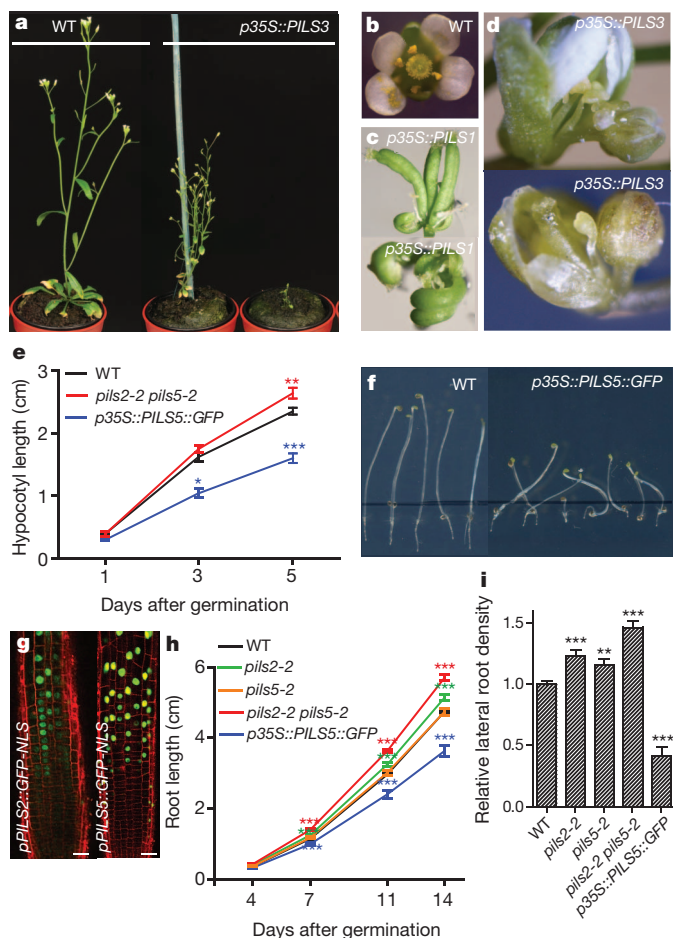 a
WT
p35S::PILS3
b
WT
c
p35S::PILS1
p35S::PILS1
d
p35S::PILS3
p35S::PILS3
e
WT
pils2-2 pils5-2
p35S::PILS5::GFP
Hypocotyl length (cm)
3
2
1
0
**
*
***
1 3 5
Days after germination
f
WT
p35S::PILS5::GFP
g
pPILS2::GFP-NLS
pPILS5::GFP-NLS
h
WT
pils2-2
pils5-2
pils2-2 pils5-2
p35S::PILS5::GFP
Root length (cm)
6
4
2
0
***
***
***
***
***
***
***
***
4 7 11 14
Days after germination
i
Relative lateral root density
1.5
1.0
0.5
0.0
***
**
***
***
WT
pils2-2
pils5-2
pils2-2 pils5-2
p35S::PILS5::GFP